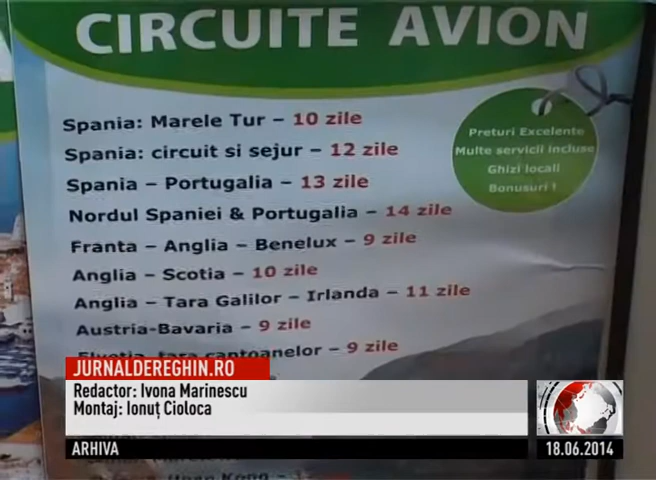 CIRCUITE AVION
Spania: Marele Tur – 10 zile
Spania: circuit si sejur – 12 zile
Spania – Portugalia – 13 zile
Nordul Spaniei & Portugalia – 14 zile
Franta – Anglia – Benelux – 9 zile
Anglia – Scotia – 10 zile
Anglia – Tara Galilor – Irlanda – 11 zile
Austria-Bavaria – 9 zile
Elvetia, tara cantoanelor – 9 zile
Preturi Excelente
Multe servicii incluse
Ghizi locali
Bonusuri !
JURNALDEREGHIN.RO
Redactor: Ivona Marinescu
Montaj: Ionuț Cioloca
ARHIVA
18.06.2014
Hong Kong –